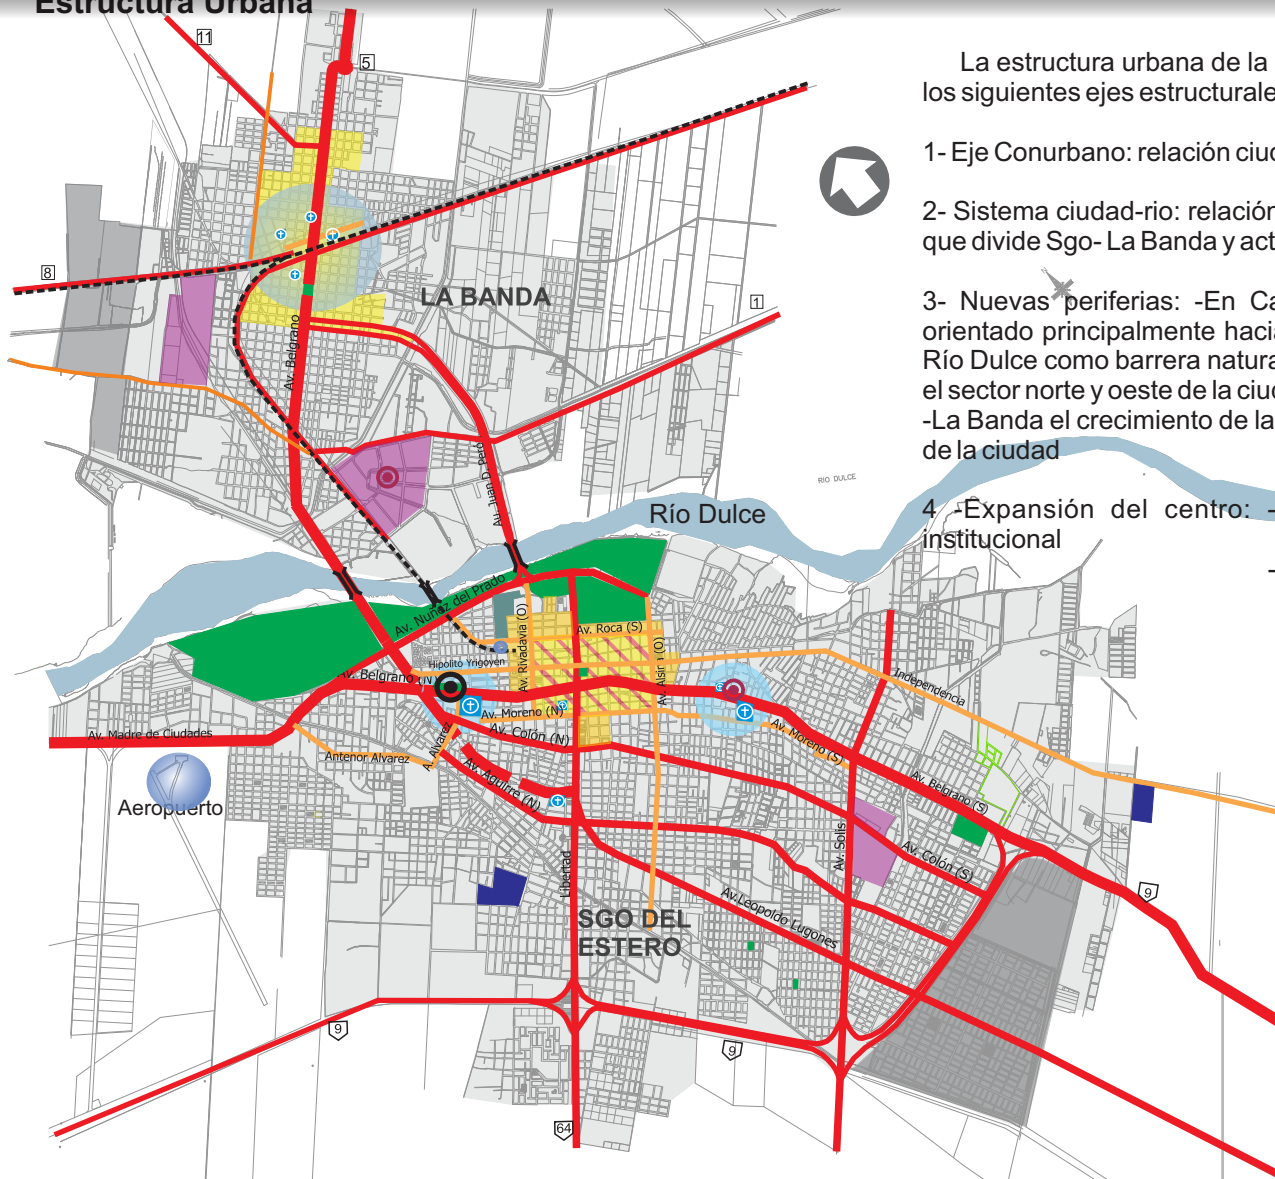 Estructura Urbana
La estructura urbana de la
los siguientes ejes estructurale
1- Eje Conurbano: relación ciud
2- Sistema ciudad-rio: relación
que divide Sgo- La Banda y act
3- Nuevas periferias: -En Ca
orientado principalmente hacia
Río Dulce como barrera natura
el sector norte y oeste de la ciud
-La Banda el crecimiento de la
de la ciudad
4 -Expansión del centro: -
institucional
-
11
5
8
LA BANDA
1
Av. Belgrano
Av. Juan D. Pero
RIO DULCE
Río Dulce
Av. Nuñez del Prado
Av. Roca (S)
Av. Rivadavia (O)
Hipolito Yrigoyen
Av. Alsina (O)
Av. Belgrano (N)
Independencia
Av. Moreno (N)
Av. Moreno (S)
Av. Madre de Ciudades
Av. Colón (N)
Antenor Alvarez
A. Alvarez
Av. Aguirre (N)
Av. Belgrano (S)
Aeropuerto
Av. Solis
Av. Colón (S)
Libertad
Av.Leopoldo Lugones
9
SGO DEL
ESTERO
9
9
64